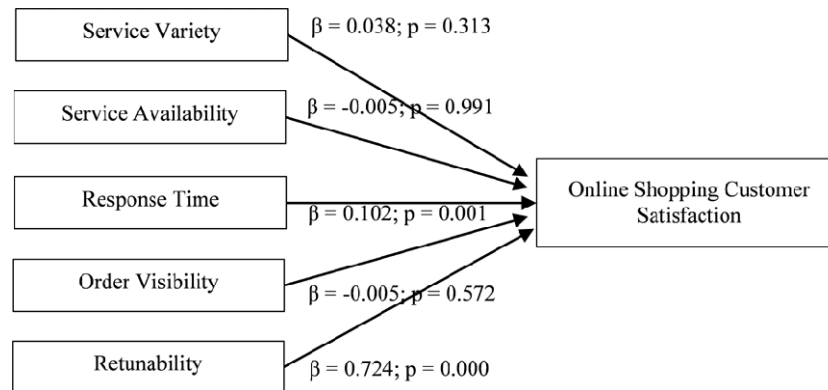 Service Variety
β = 0.038; p = 0.313
Service Availability
β = -0.005; p = 0.991
Response Time
β = 0.102; p = 0.001
Order Visibility
β = -0.005; p = 0.572
Retunability
β = 0.724; p = 0.000
Online Shopping Customer
Satisfaction